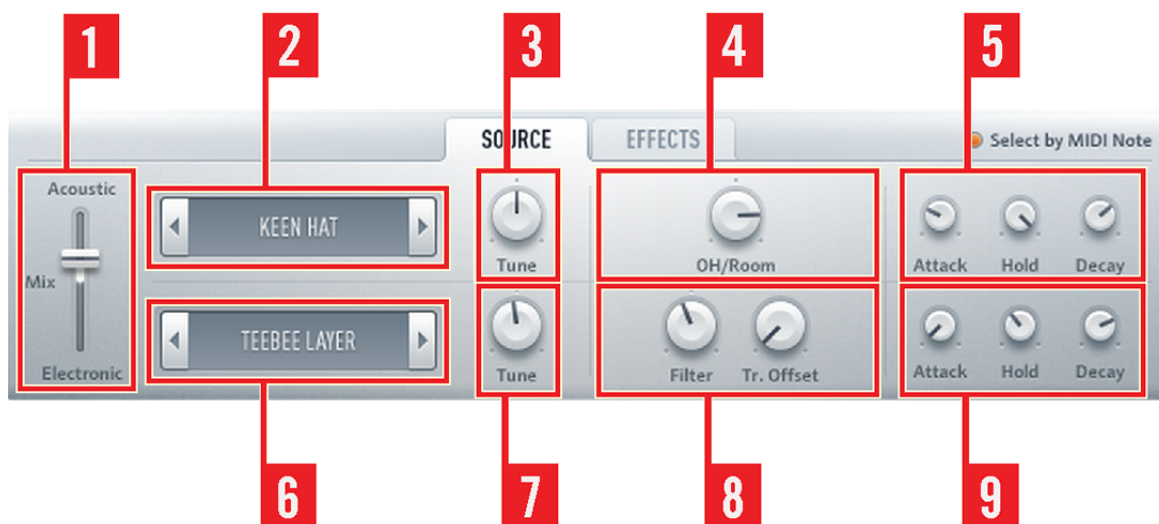 1 2 3 4 5
SOURCE EFFECTS Select by MIDI Note
Acoustic
KEEN HAT
Tune OH/Room Attack Hold Decay
Mix
TEEBEE LAYER
Electronic Tune Filter Tr. Offset Attack Hold Decay
6 7 8 9